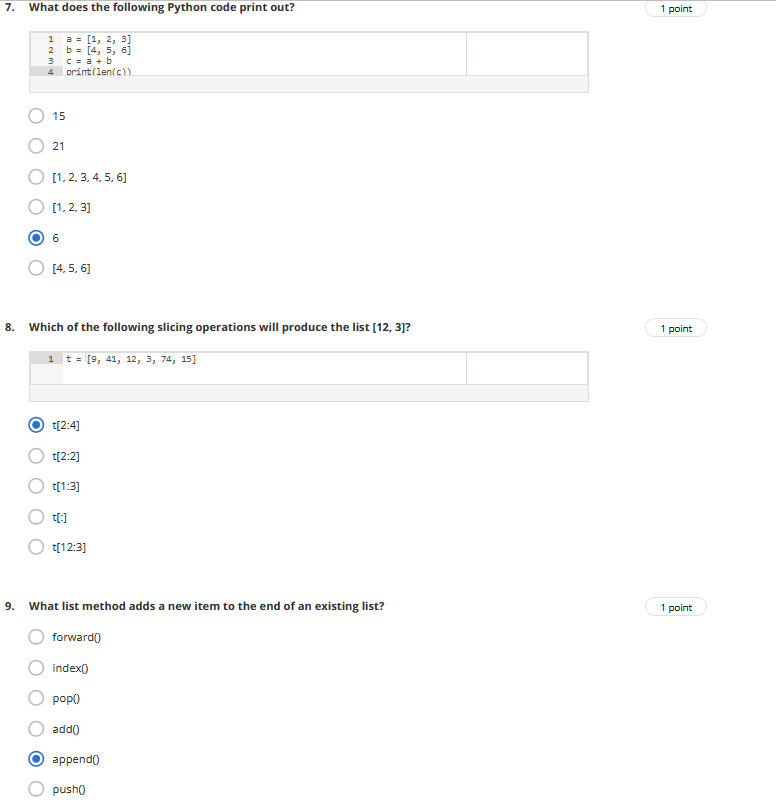 7. What does the following Python code print out?
1 point
1 a = [1, 2, 3]
2 b = [4, 5, 6]
3 c = a + b
4 print(len(c))
15
21
[1, 2, 3, 4, 5, 6]
[1, 2, 3]
6
[4, 5, 6]
8. Which of the following slicing operations will produce the list [12, 3]?
1 point
1 t = [9, 41, 12, 3, 74, 15]
t[2:4]
t[2:2]
t[1:3]
t[:]
t[12:3]
9. What list method adds a new item to the end of an existing list?
1 point
forward()
index()
pop()
add()
append()
push()